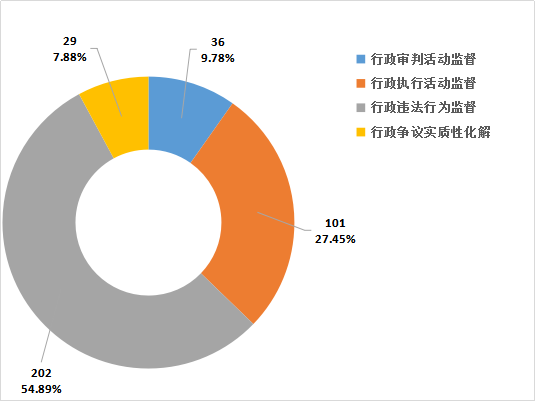 29
7.88%
36
9.78%
行政审判活动监督
行政执行活动监督
行政违法行为监督
行政争议实质性化解
101
27.45%
202
54.89%